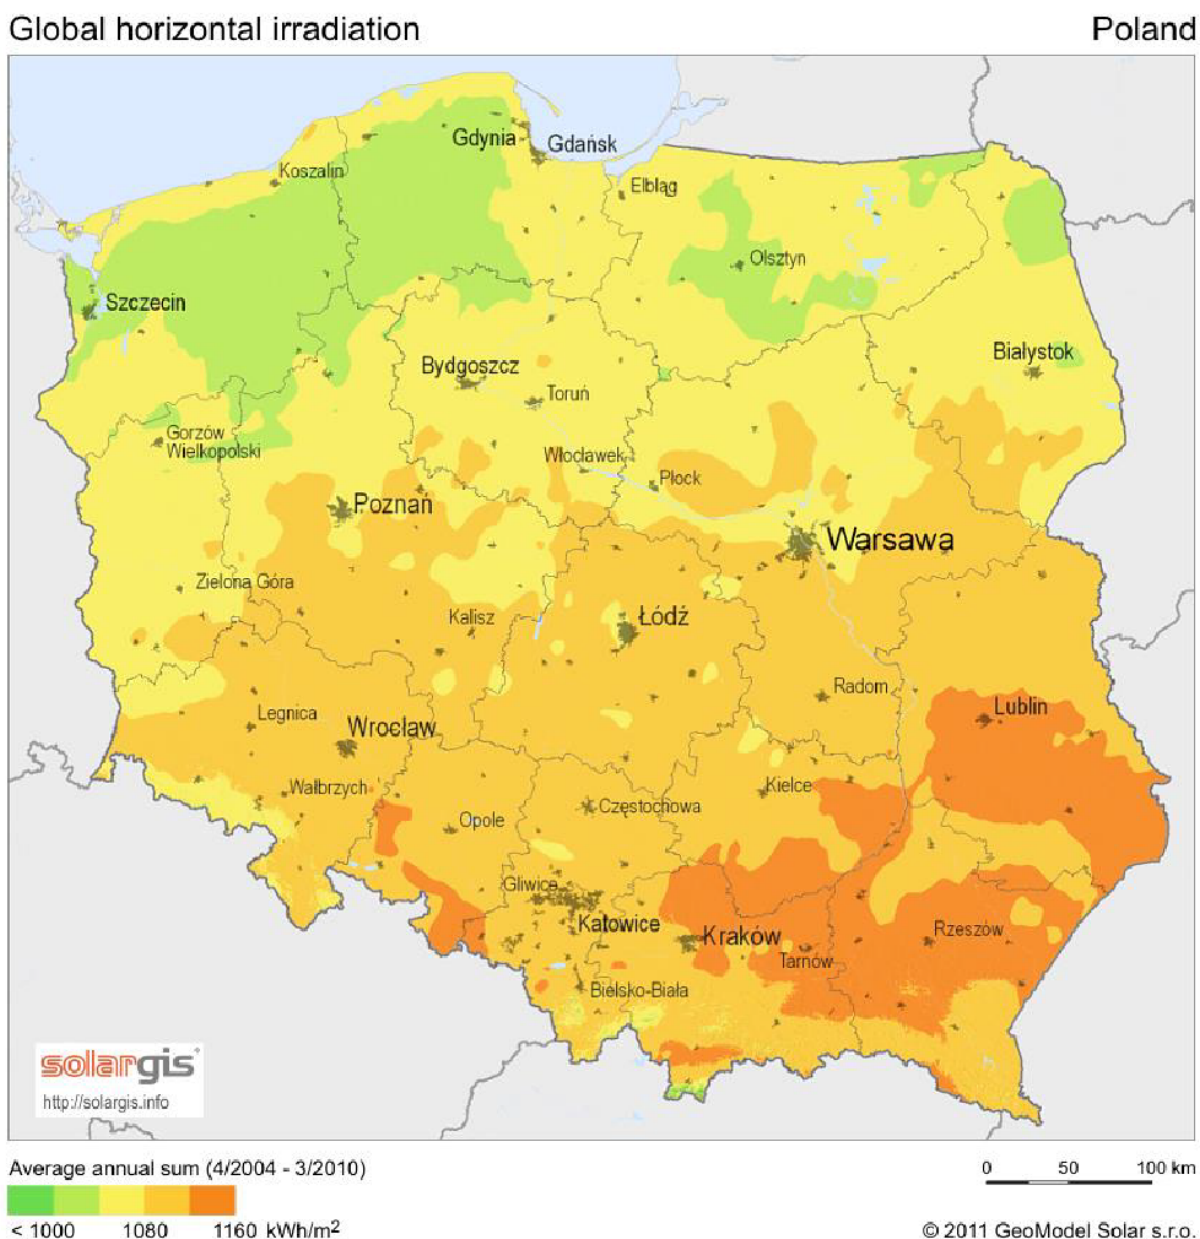 Global horizontal irradiation
Poland
Gdynia
Gdańsk
Koszalin
Elbląg
Olsztyn
Szczecin
Białystok
Bydgoszcz
Toruń
Gorzów
Wielkopolski
Włocławek
Płock
Poznań
Warsawa
Zielona Góra
Kalisz
Łódź
Radom
Legnica
Wrocław
Lublin
Wałbrzych
Kielce
Opole
Częstochowa
Gliwice
Katowice
Kraków
Rzeszów
Tarnów
Bielsko-Biała
solargis
http://solargis.info
Average annual sum (4/2004 - 3/2010)
0 50 100 km
< 1000 1080 1160 kWh/m²
© 2011 GeoModel Solar s.r.o.